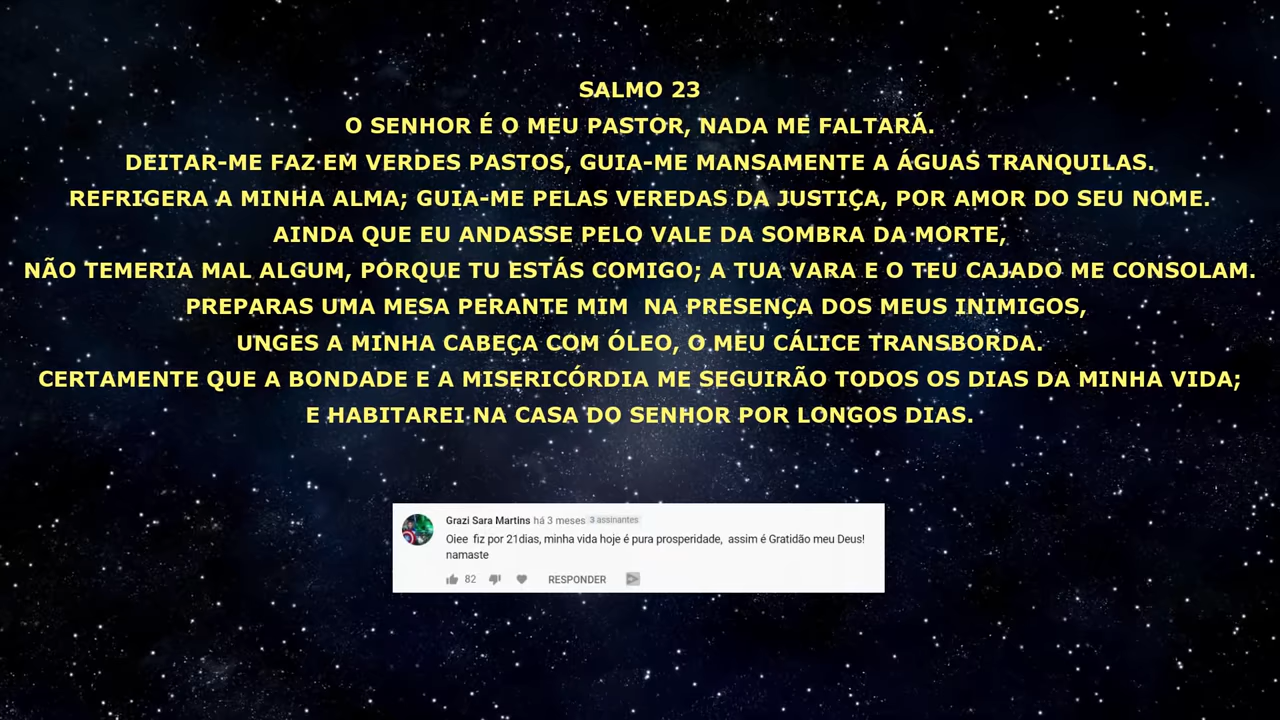 SALMO 23
O SENHOR É O MEU PASTOR, NADA ME FALTARÁ.
DEITAR-ME FAZ EM VERDES PASTOS, GUIA-ME MANSAMENTE A ÁGUAS TRANQUILAS.
REFRIGERA A MINHA ALMA; GUIA-ME PELAS VEREDAS DA JUSTIÇA, POR AMOR DO SEU NOME.
AINDA QUE EU ANDASSE PELO VALE DA SOMBRA DA MORTE,
NÃO TEMERIA MAL ALGUM, PORQUE TU ESTÁS COMIGO; A TUA VARA E O TEU CAJADO ME CONSOLAM.
PREPARAS UMA MESA PERANTE MIM  NA PRESENÇA DOS MEUS INIMIGOS,
UNGES A MINHA CABEÇA COM ÓLEO, O MEU CÁLICE TRANSBORDA.
CERTAMENTE QUE A BONDADE E A MISERICÓRDIA ME SEGUIRÃO TODOS OS DIAS DA MINHA VIDA;
E HABITAREI NA CASA DO SENHOR POR LONGOS DIAS.
Grazi Sara Martins há 3 meses 3 assinantes
Oiee  fiz por 21dias, minha vida hoje é pura prosperidade,  assim é Gratidão meu Deus!
namaste
82 RESPONDER